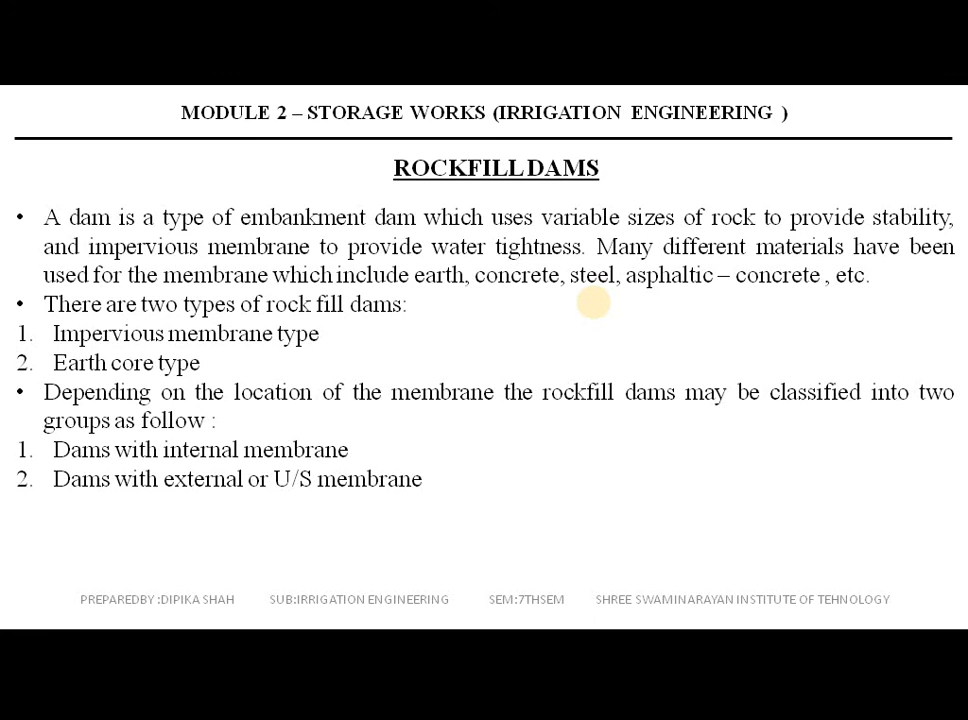 MODULE 2 – STORAGE WORKS (IRRIGATION ENGINEERING )
ROCKFILL DAMS
• A dam is a type of embankment dam which uses variable sizes of rock to provide stability,
and impervious membrane to provide water tightness. Many different materials have been
used for the membrane which include earth, concrete, steel, asphaltic – concrete , etc.
• There are two types of rock fill dams:
1. Impervious membrane type
2. Earth core type
• Depending on the location of the membrane the rockfill dams may be classified into two
groups as follow :
1. Dams with internal membrane
2. Dams with external or U/S membrane
PREPAREDBY :DIPIKA SHAH SUB:IRRIGATION ENGINEERING SEM:7THSEM SHREE SWAMINARAYAN INSTITUTE OF TEHNOLOGY